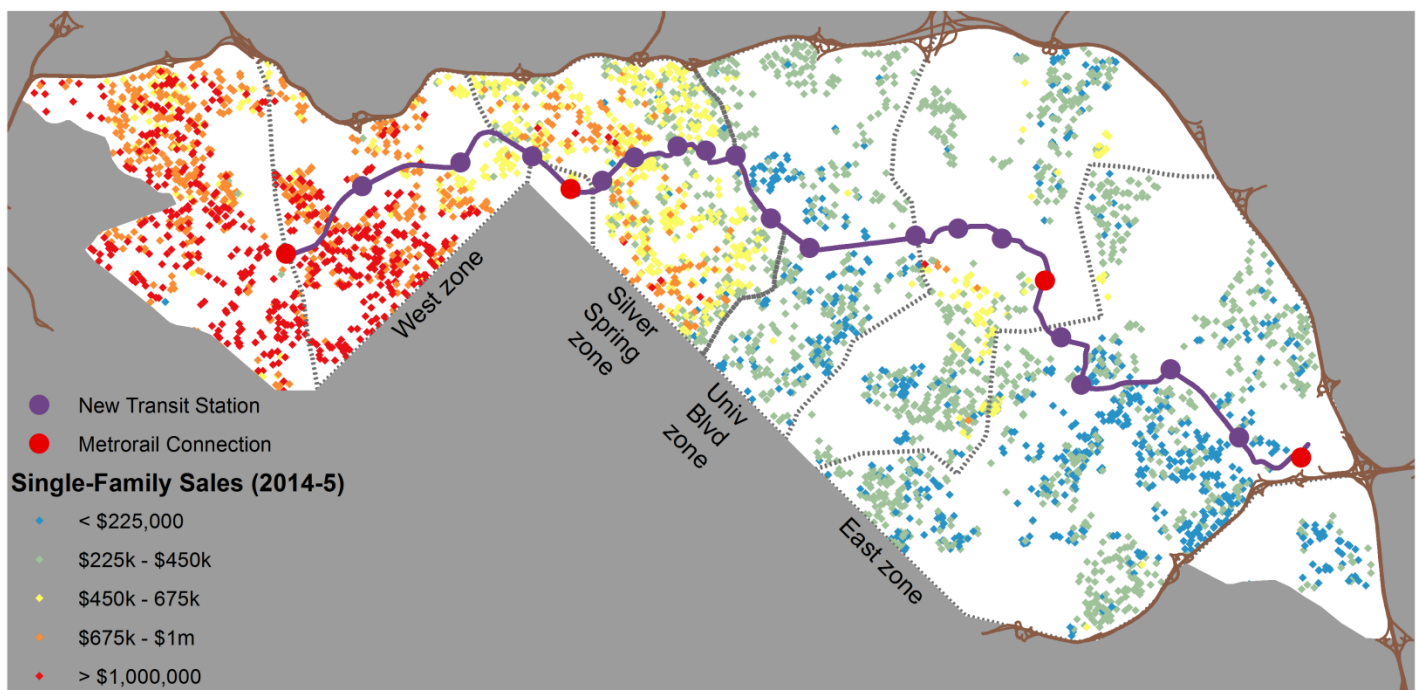 West zone
Silver
Spring
zone
Univ
Blvd
zone
East zone
New Transit Station
Metrorail Connection
Single-Family Sales (2014-5)
< $225,000
$225k - $450k
$450k - 675k
$675k - $1m
> $1,000,000